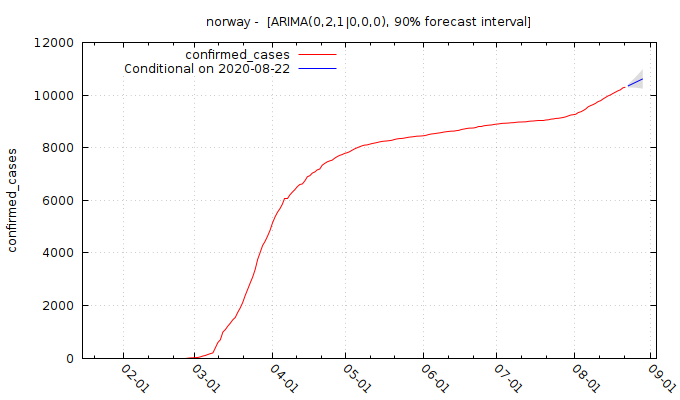 norway -  [ARIMA(0,2,1|0,0,0), 90% forecast interval]
confirmed_cases
Conditional on 2020-08-22
12000
10000
8000
6000
4000
2000
0
confirmed_cases
02-01 03-01 04-01 05-01 06-01 07-01 08-01 09-01